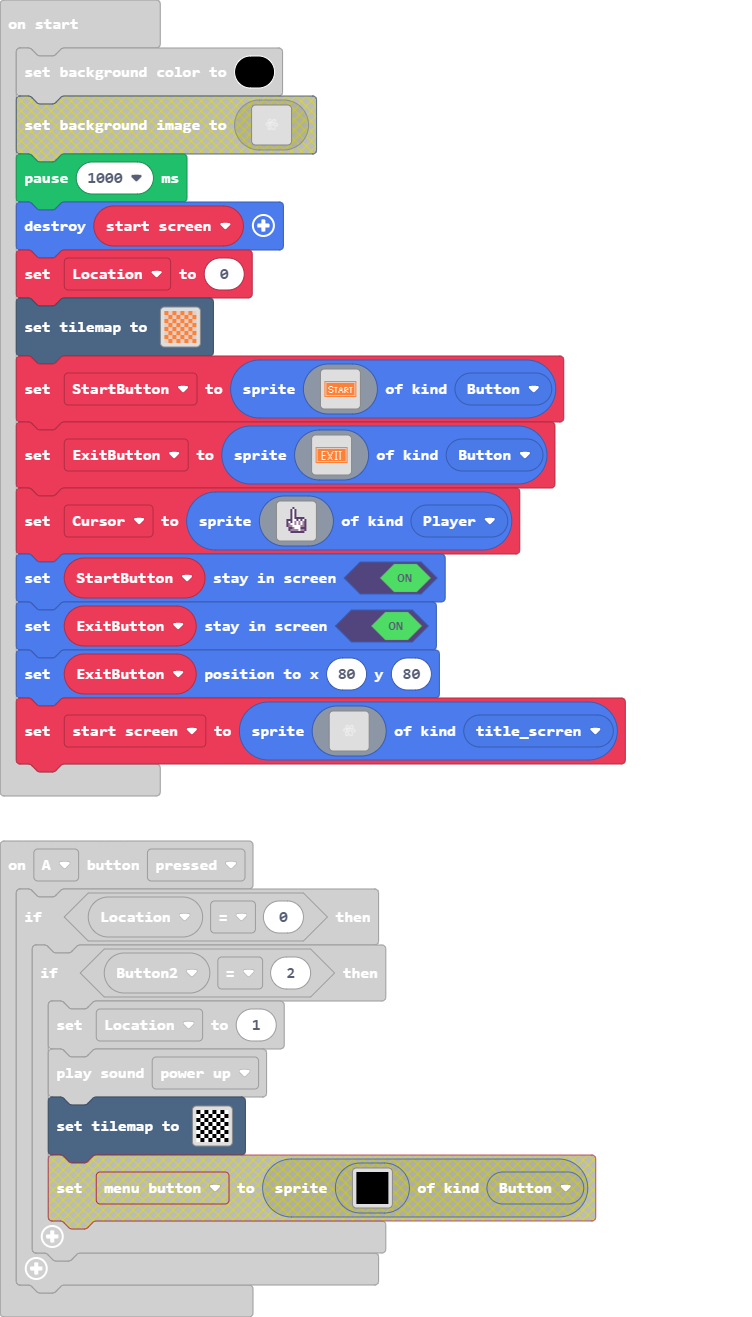 on start
set background color to
set background image to
pause 1000 ms
destroy start screen
set Location to 0
set tilemap to
set StartButton to sprite START of kind Button
set ExitButton to sprite EXIT of kind Button
set Cursor to sprite of kind Player
set StartButton stay in screen ON
set ExitButton stay in screen ON
set ExitButton position to x 80 y 80
set start screen to sprite of kind title_scrren
on A button pressed
if Location = 0 then
if Button2 = 2 then
set Location to 1
play sound power up
set tilemap to
set menu button to sprite of kind Button